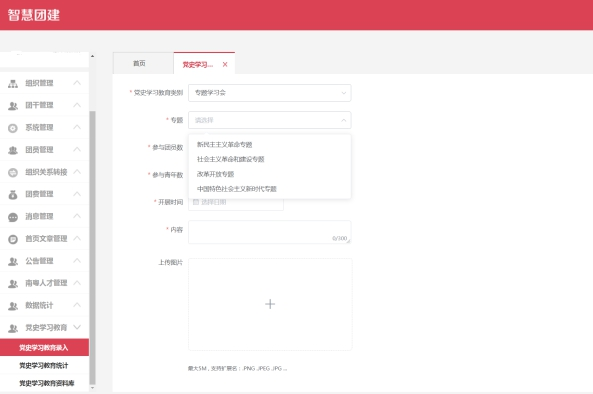 智慧团建
首页
党史学习... ×
组织管理
团干管理
系统管理
团员管理
组织关系转接
团费管理
消息管理
首页文章管理
公告管理
南粤人才管理
数据统计
党史学习教育
党史学习教育录入
党史学习教育统计
党史学习教育资料库
* 党史学习教育类别 专题学习会
* 专题 请选择
新民主主义革命专题
社会主义革命和建设专题
改革开放专题
中国特色社会主义新时代专题
* 参与团员数
* 参与青年数
* 开展时间 选择日期
* 内容
0/300
上传图片
最大5M，支持扩展名：.PNG .JPEG .JPG ...